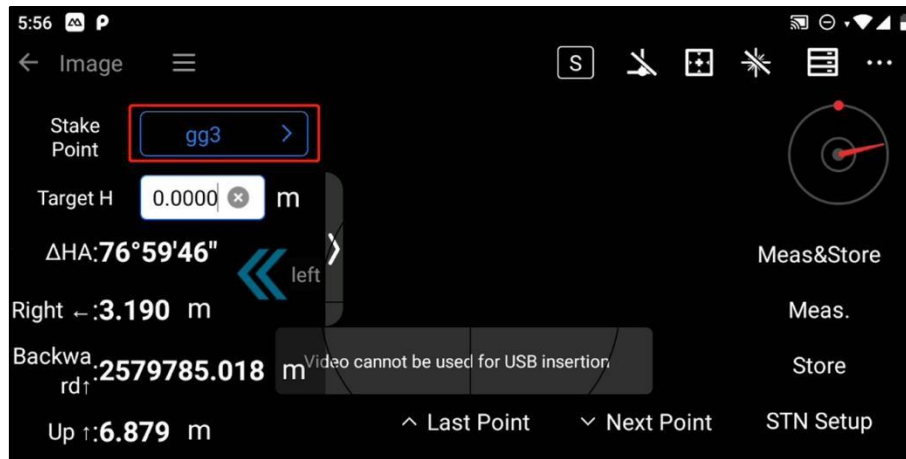 5:56
Image
S
Stake
Point
gg3
Target H 0.0000 m
ΔHA:76°59'46"
left
Right ←:3.190 m
Backwa
rd↑:2579785.018 m
Up ↑:6.879 m
Video cannot be used for USB insertion
Last Point
Next Point
Meas&Store
Meas.
Store
STN Setup